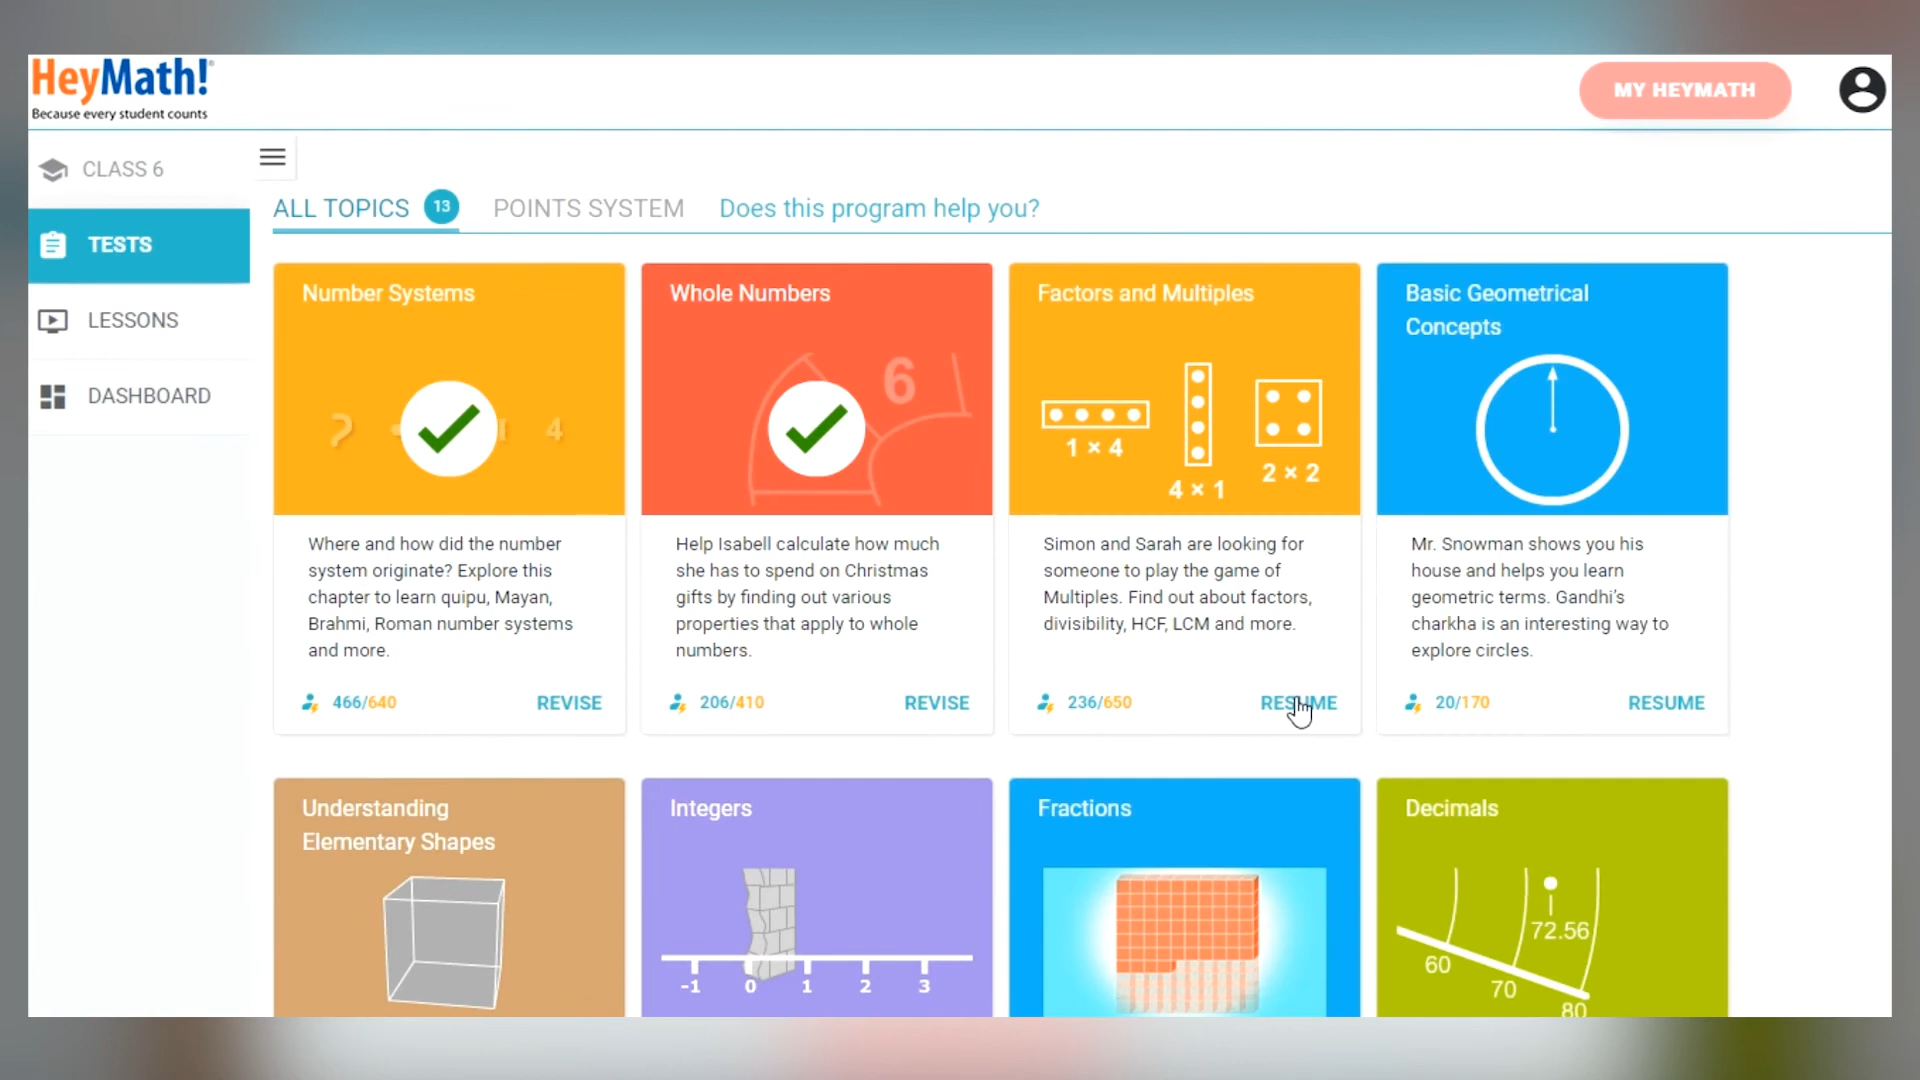 HeyMath!
Because every student counts
MY HEYMATH
CLASS 6
TESTS
LESSONS
DASHBOARD
ALL TOPICS 13 POINTS SYSTEM Does this program help you?
Number Systems
? 4
Where and how did the number
system originate? Explore this
chapter to learn quipu, Mayan,
Brahmi, Roman number systems
and more.
466/640 REVISE
Whole Numbers
6
Help Isabell calculate how much
she has to spend on Christmas
gifts by finding out various
properties that apply to whole
numbers.
206/410 REVISE
Factors and Multiples
1 × 4
4 × 1
2 × 2
Simon and Sarah are looking for
someone to play the game of
Multiples. Find out about factors,
divisibility, HCF, LCM and more.
236/650 RESUME
Basic Geometrical
Concepts
Mr. Snowman shows you his
house and helps you learn
geometric terms. Gandhi’s
charkha is an interesting way to
explore circles.
20/170 RESUME
Understanding
Elementary Shapes
Integers
-1 0 1 2 3
Fractions
Decimals
72.56
60
70
80